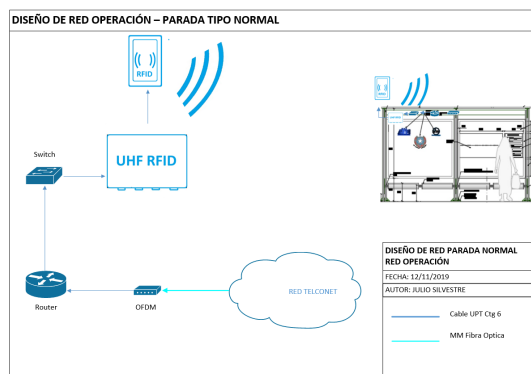 DISEÑO DE RED OPERACIÓN – PARADA TIPO NORMAL
RFID
Switch
UHF RFID
RED TELCONET
Router
OFDM
DISEÑO DE RED PARADA NORMAL
RED OPERACIÓN
FECHA: 12/11/2019
AUTOR: JULIO SILVESTRE
Cable UPT Ctg 6
MM Fibra Optica